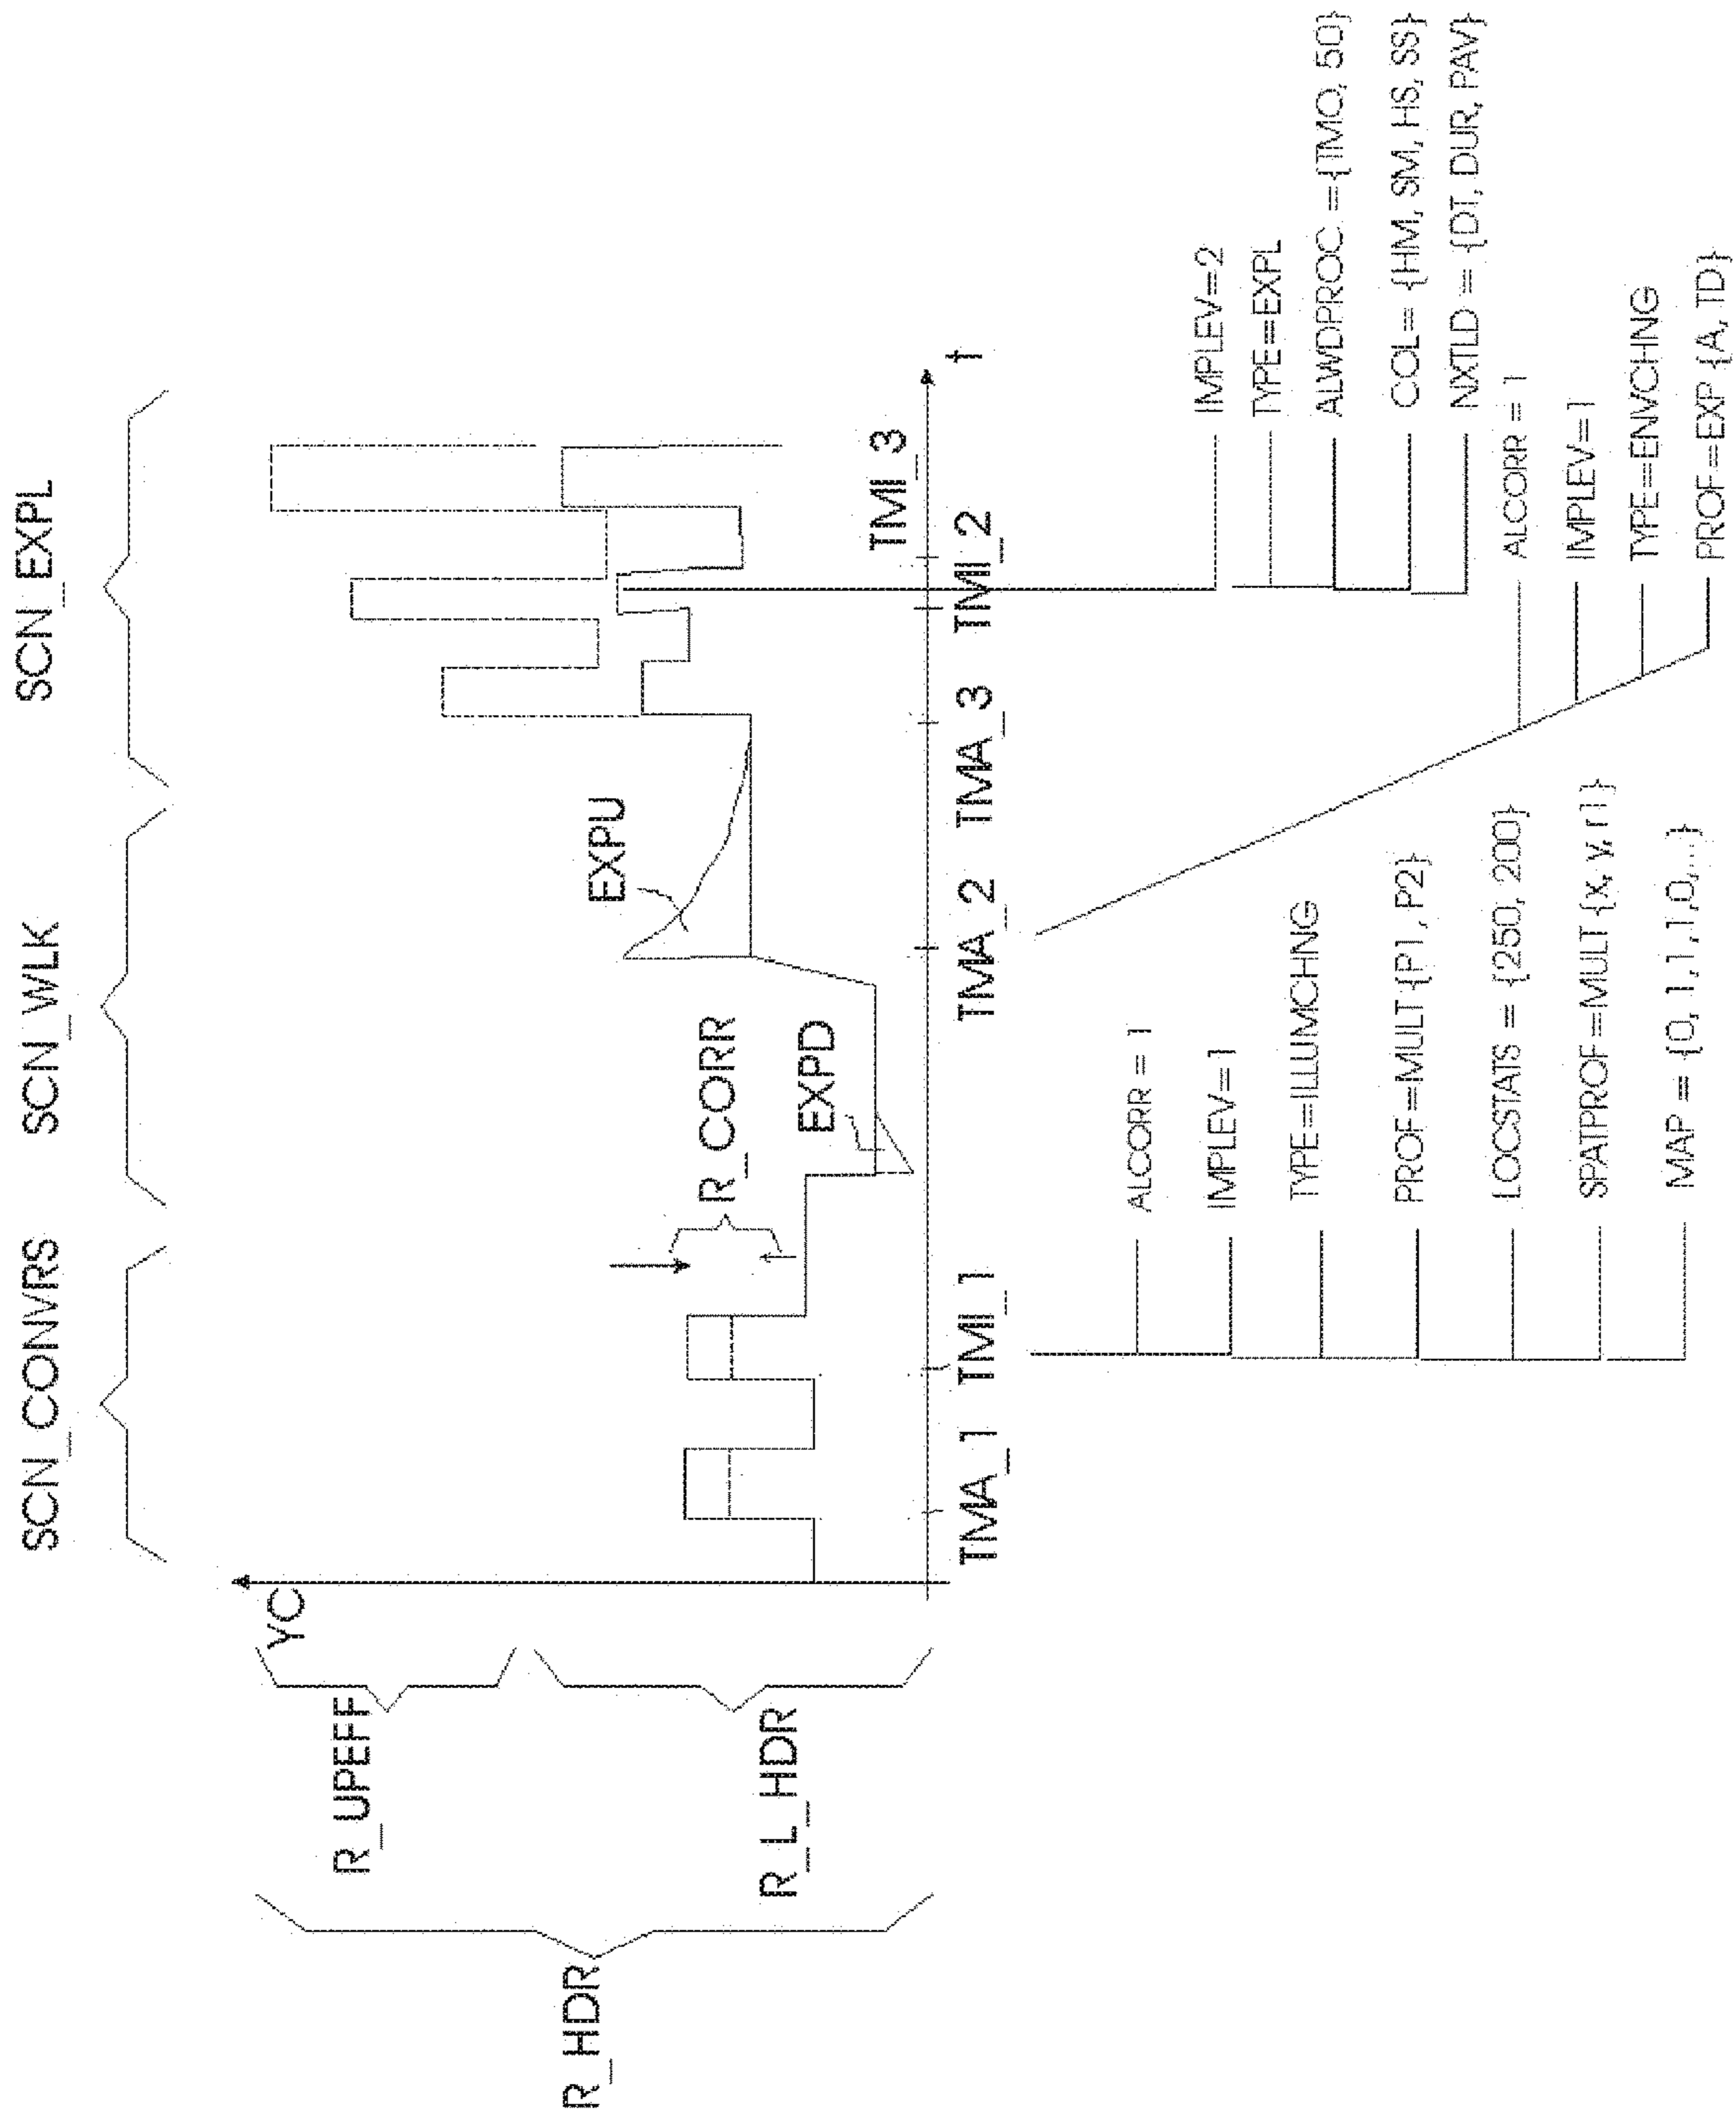 SCN_CONVRS
SCN_WLK
SCN_EXPL
YC
R_UPEFF
R_HDR
R_L_HDR
R_CORR
EXPD
EXPU
TMA_1
TMI_1
TMA_2
TMA_3
TMI_2
TMI_3
t
ALCORR = 1
IMPLEV=1
TYPE=ILLUMCHNG
PROF=MULT{P1, P2}
LOCSTATS = {250, 200}
SPATPROF=MULT{x, y, r1}
MAP = {0, 1, 1, 1,0,...}
IMPLEV=2
TYPE=EXPL
ALWDPROC. ={TMO, 50}
COL= {HM, SM, HS, SS}
NXTLD = {DT, DUR, PAV}
ALCORR = 1
IMPLEV=1
TYPE=ENVCHNG
PROF=EXP {A, TD}